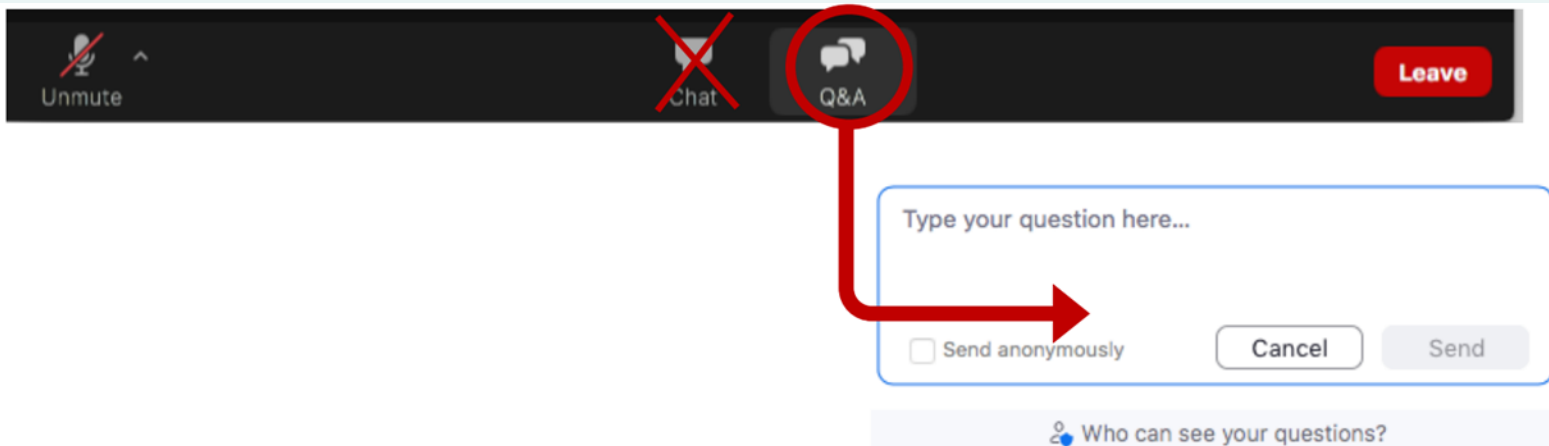 Unmute
Chat
Q&A
Leave
Type your question here...
Send anonymously
Cancel
Send
Who can see your questions?